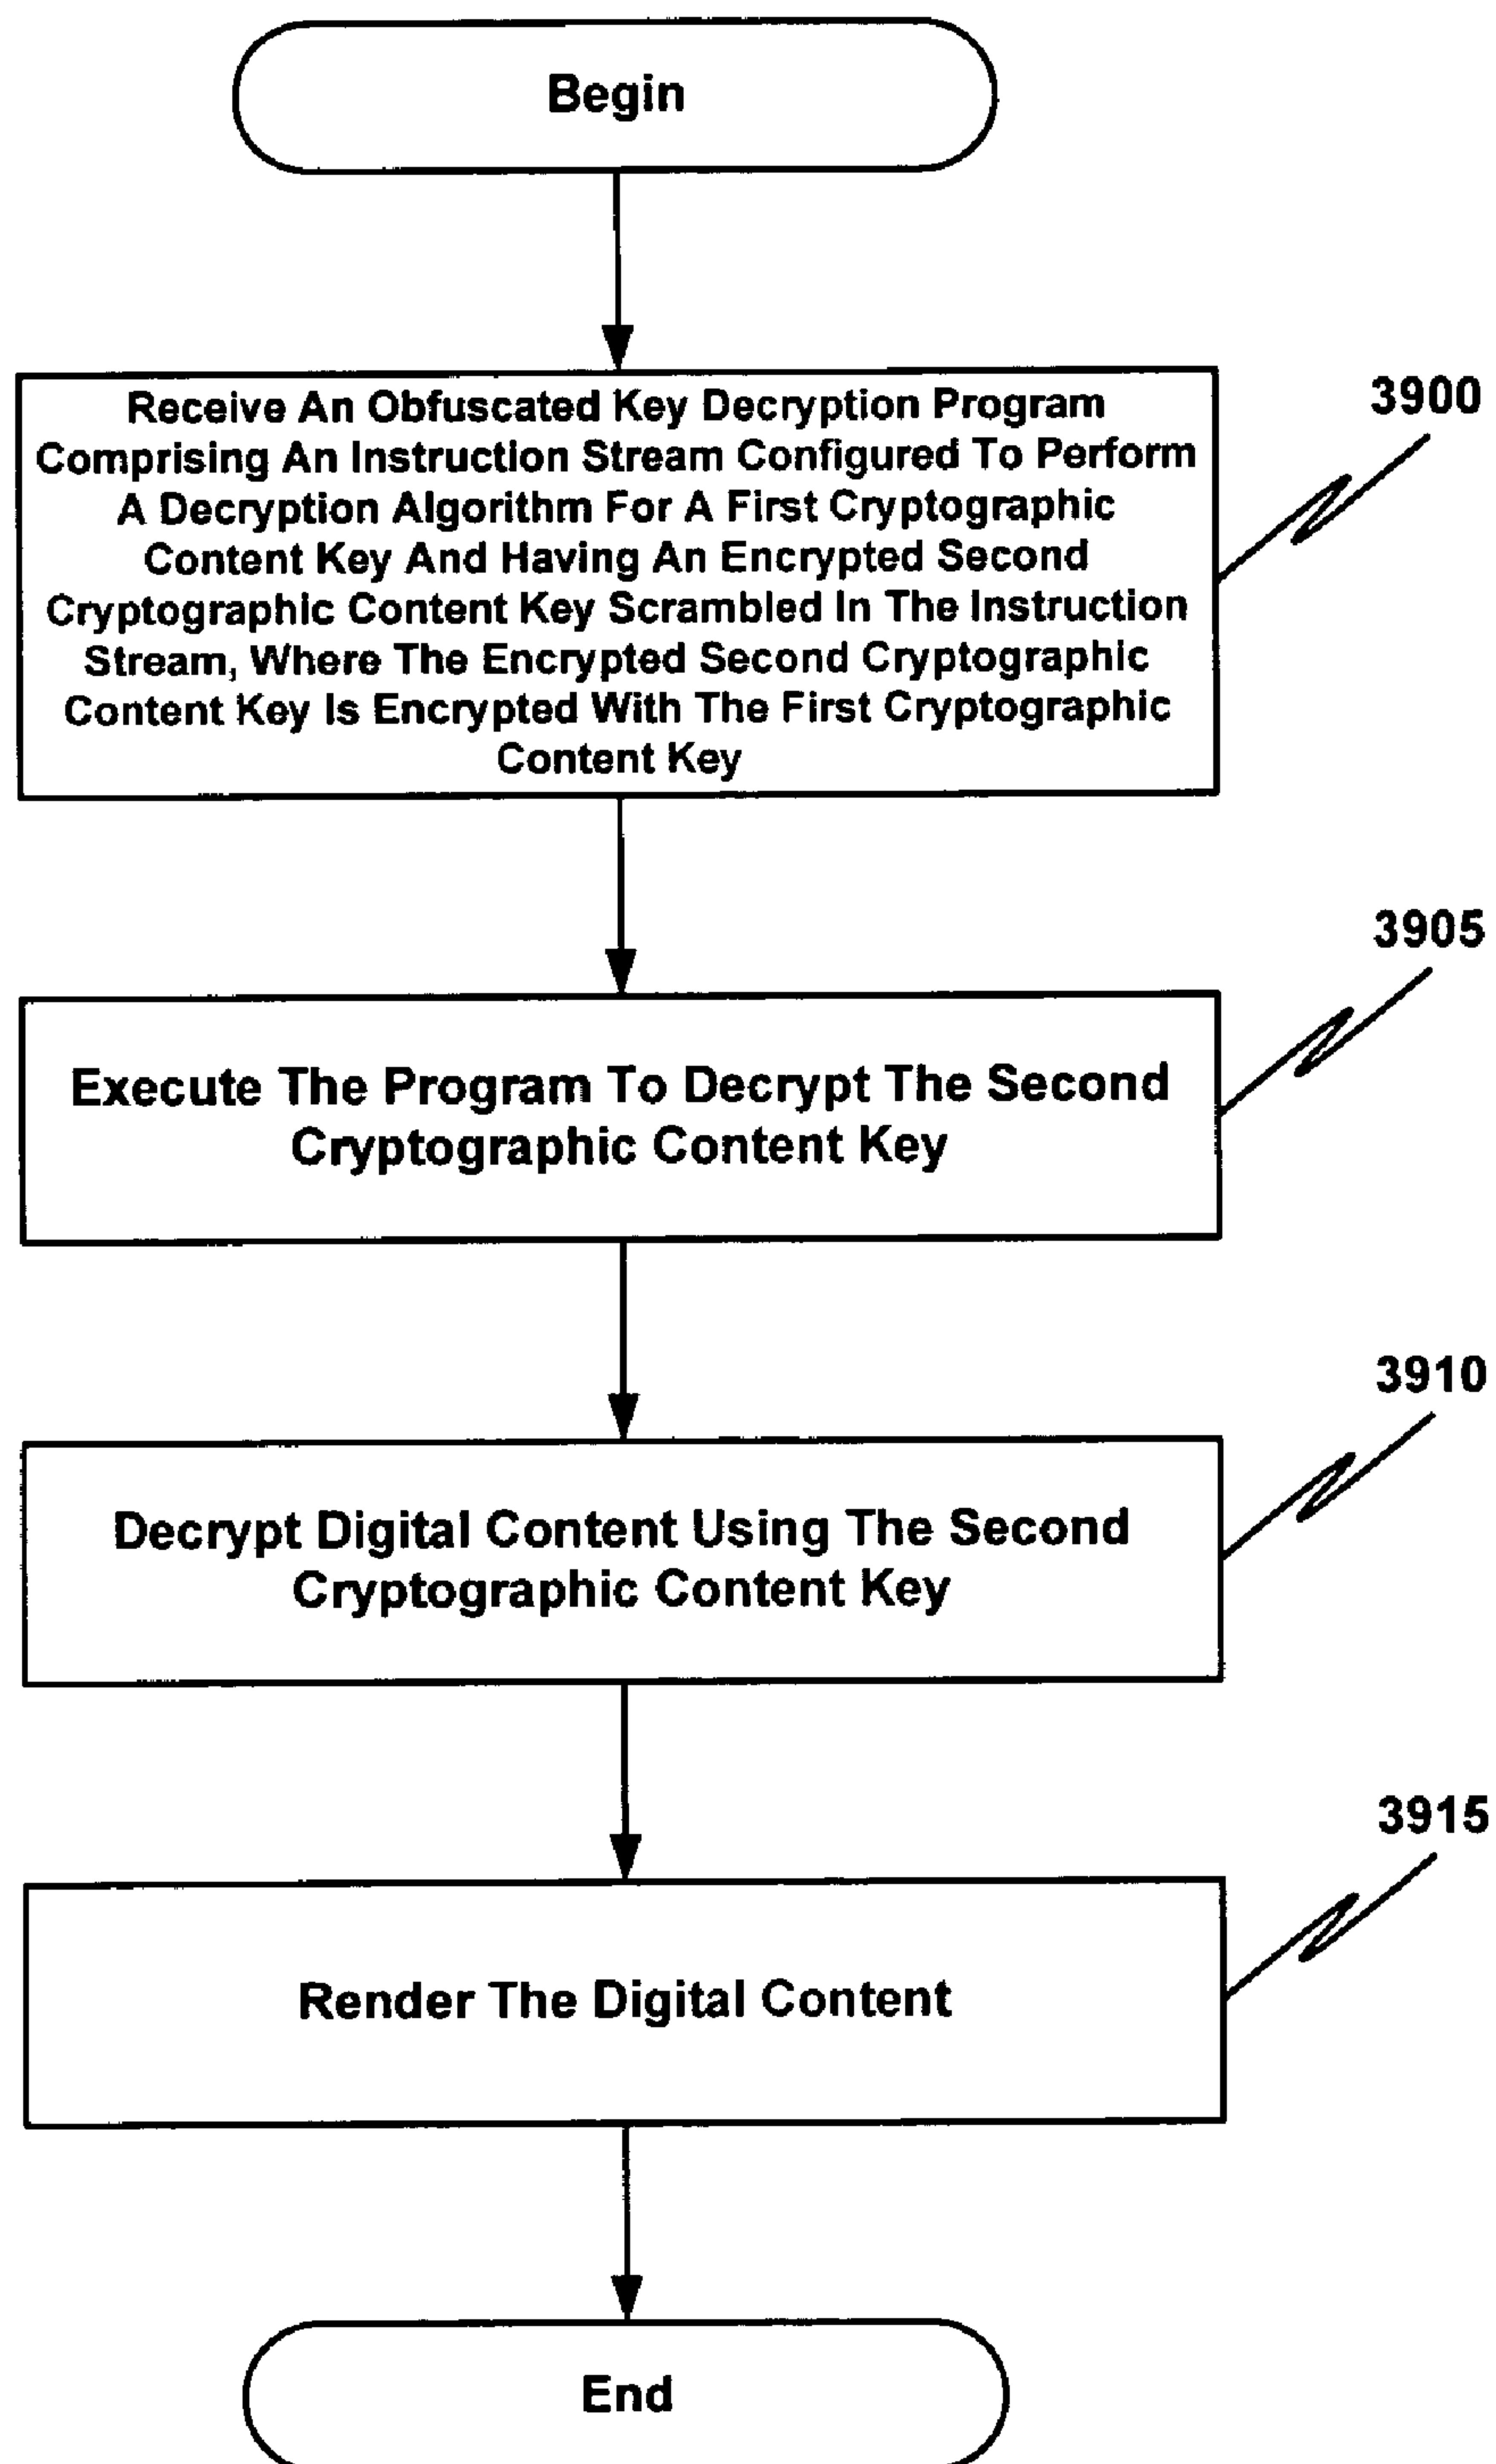 Begin
Receive An Obfuscated Key Decryption Program
Comprising An Instruction Stream Configured To Perform
A Decryption Algorithm For A First Cryptographic
Content Key And Having An Encrypted Second
Cryptographic Content Key Scrambled In The Instruction
Stream, Where The Encrypted Second Cryptographic
Content Key Is Encrypted With The First Cryptographic
Content Key
3900
Execute The Program To Decrypt The Second
Cryptographic Content Key
3905
Decrypt Digital Content Using The Second
Cryptographic Content Key
3910
Render The Digital Content
3915
End